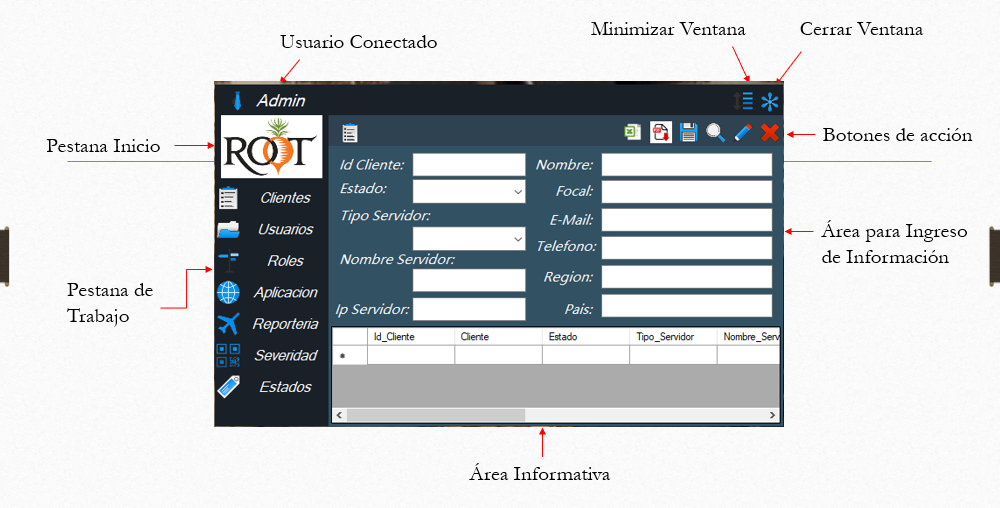 Usuario Conectado
Minimizar Ventana
Cerrar Ventana
Admin
Pestana Inicio
ROOT
Botones de acción
Id Cliente:
Nombre:
Estado:
Focal:
Clientes
Tipo Servidor:
E-Mail:
Usuarios
Área para Ingreso
de Información
Telefono:
Nombre Servidor:
Roles
Region:
Pestana de
Trabajo
Aplicacion
Ip Servidor:
Pais:
Reporteria
Id_Cliente
Cliente
Estado
Tipo_Servidor
Nombre_Serv
Severidad
Estados
Área Informativa